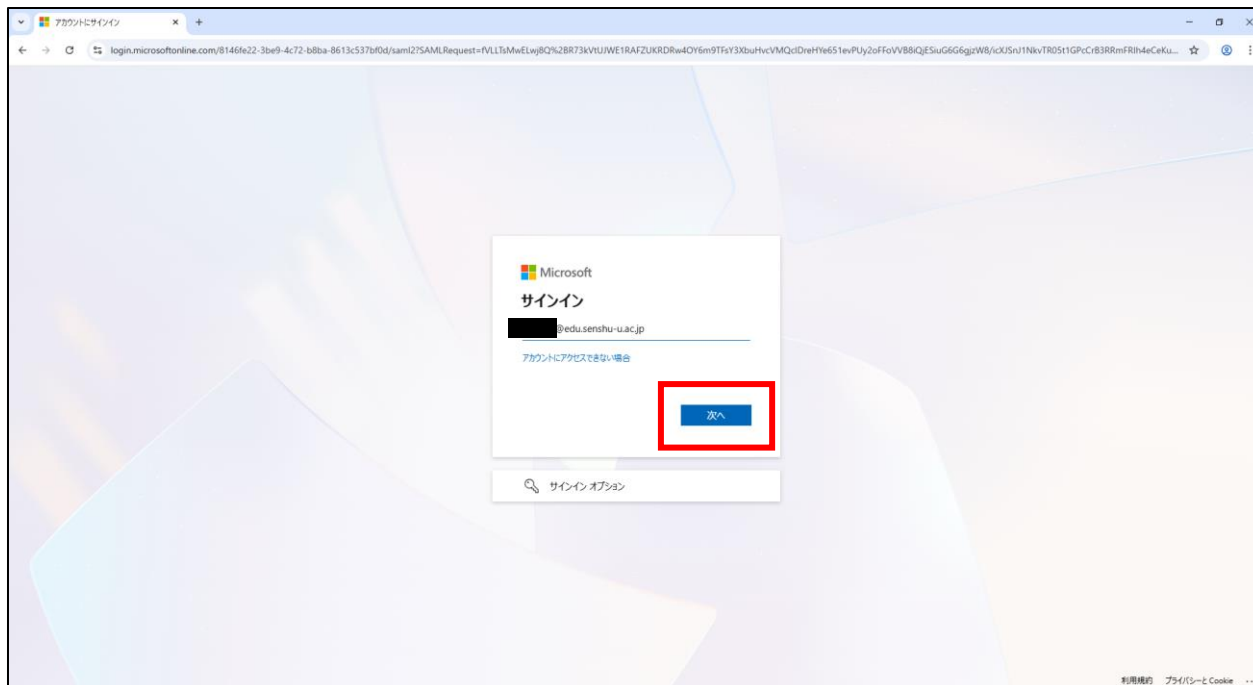 アカウントにサインイン
login.microsoftonline.com/8146fe22-3be9-4c72-b8ba-8613c537bf0d/saml2?SAMLRequest=
Microsoft
サインイン
@edu.senshu-u.ac.jp
アカウントにアクセスできない場合
次へ
サインイン オプション
利用規約 プライバシーと Cookie ...